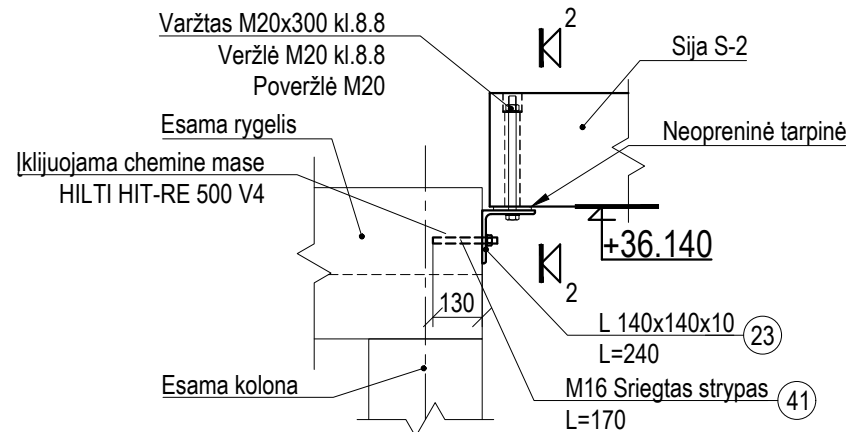 Varžtas M20x300 kl.8.8
Veržlė M20 kl.8.8
Poveržlė M20
2
Sija S-2
Esama rygelis
Neopreninė tarpinė
Įklijuojama chemine mase
HILTI HIT-RE 500 V4
+36.140
2
130
L 140x140x10
L=240
23
Esama kolona
M16 Sriegtas strypas
L=170
41